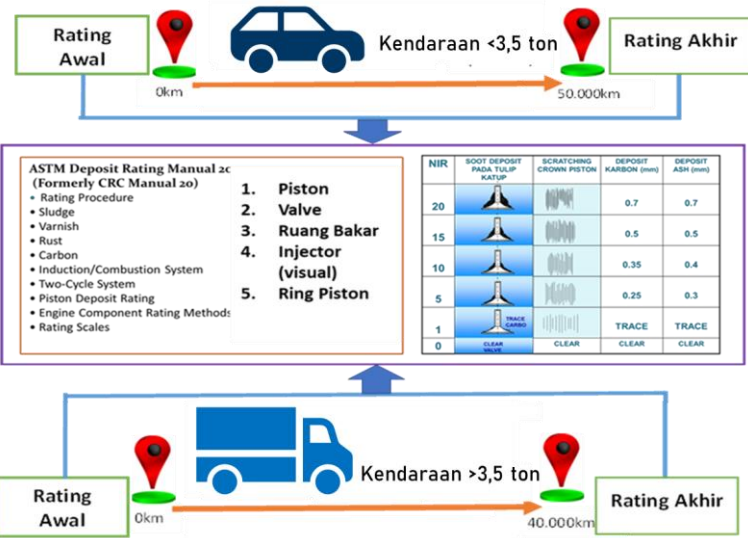 Rating
Awal
Kendaraan <3,5 ton
Rating Akhir
0km
50.000km
ASTM Deposit Rating Manual 20
(Formerly CRC Manual 20)
• Rating Procedure
• Sludge
• Varnish
• Rust
• Carbon
• Induction/Combustion System
• Two-Cycle System
• Piston Deposit Rating
• Engine Component Rating Methods
• Rating Scales
1. Piston
2. Valve
3. Ruang Bakar
4. Injector
(visual)
5. Ring Piston
NIR
SOOT DEPOSIT
PADA TULIP
KATUP
SCRATCHING
CROWN PISTON
DEPOSIT
KARBON (mm)
DEPOSIT
ASH (mm)
20 0.7 0.7
15 0.5 0.5
10 0.35 0.4
5 0.25 0.3
1 TRACE
CARBO TRACE TRACE
0 CLEAR
VALVE CLEAR CLEAR CLEAR
Kendaraan >3,5 ton
Rating
Awal
0km
40.000km
Rating Akhir